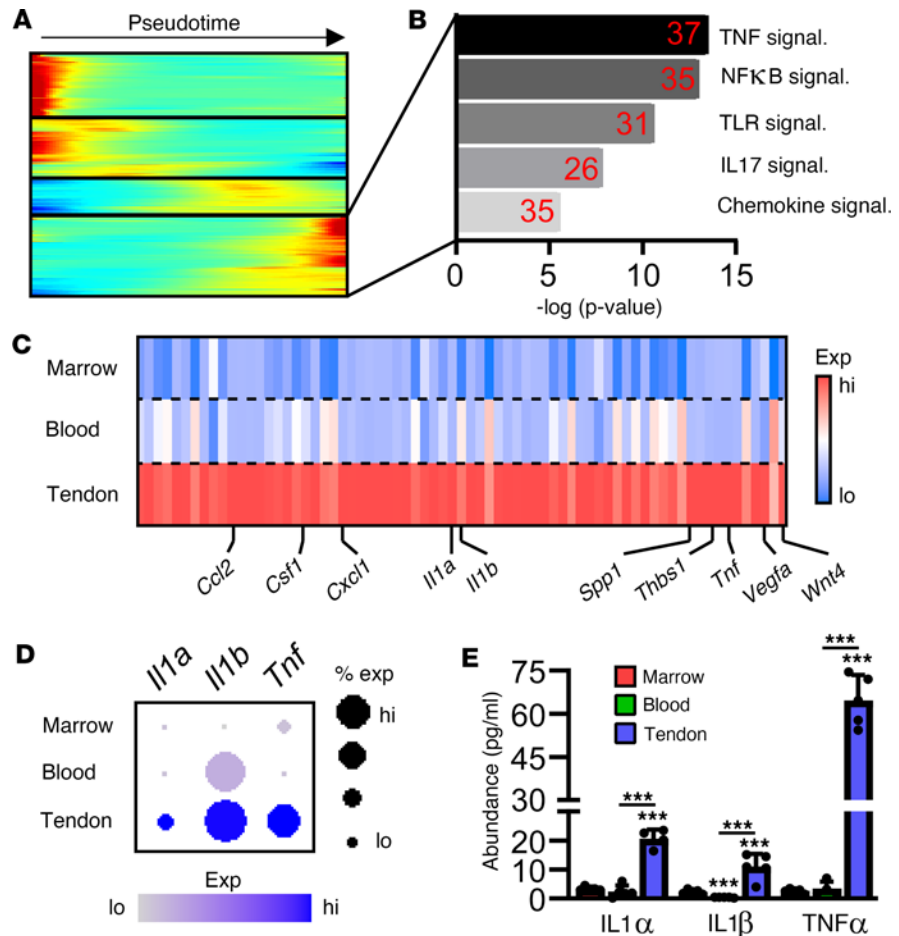 A
Pseudotime
B
37 TNF signal.
35 NFκB signal.
31 TLR signal.
26 IL17 signal.
35 Chemokine signal.
0 5 10 15
-log (p-value)
C
Marrow
Blood
Tendon
Exp
hi
lo
Ccl2 Csf1 Cxcl1 Il1a Il1b Spp1 Thbs1 Tnf Vegfa Wnt4
D
Il1a Il1b Tnf
% exp
hi
lo
Marrow
Blood
Tendon
Exp
lo hi
E
Abundance (pg/ml)
75
60
45
30
20
10
0
Marrow
Blood
Tendon
*** ***
*** *** ***
*** ***
IL1α IL1β TNFα